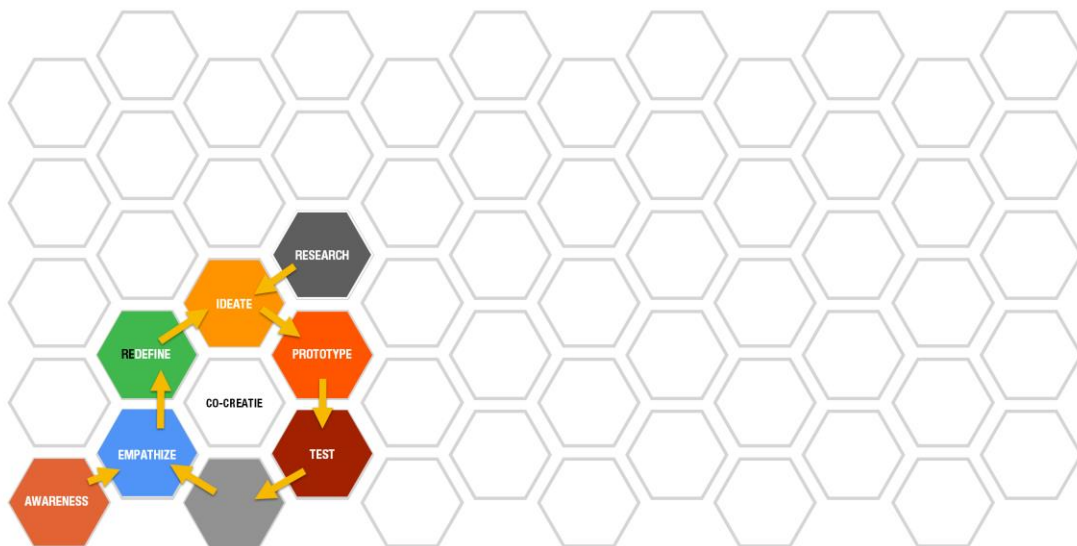 RESEARCH
IDEATE
REDEFINE
PROTOTYPE
CO-CREATIE
EMPATHIZE
TEST
AWARENESS